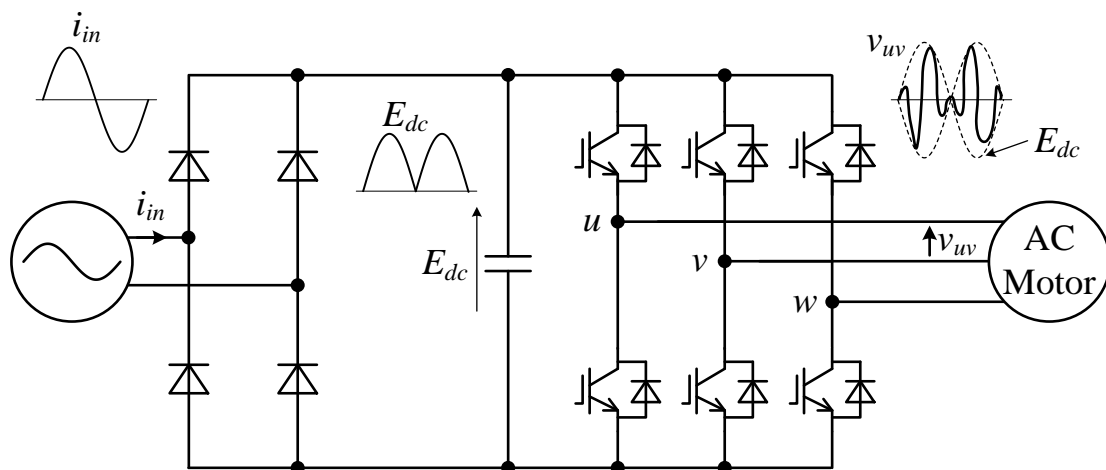 i_in
v_uv
E_dc
E_dc
i_in
E_dc
u
v
w
v_uv
AC
Motor